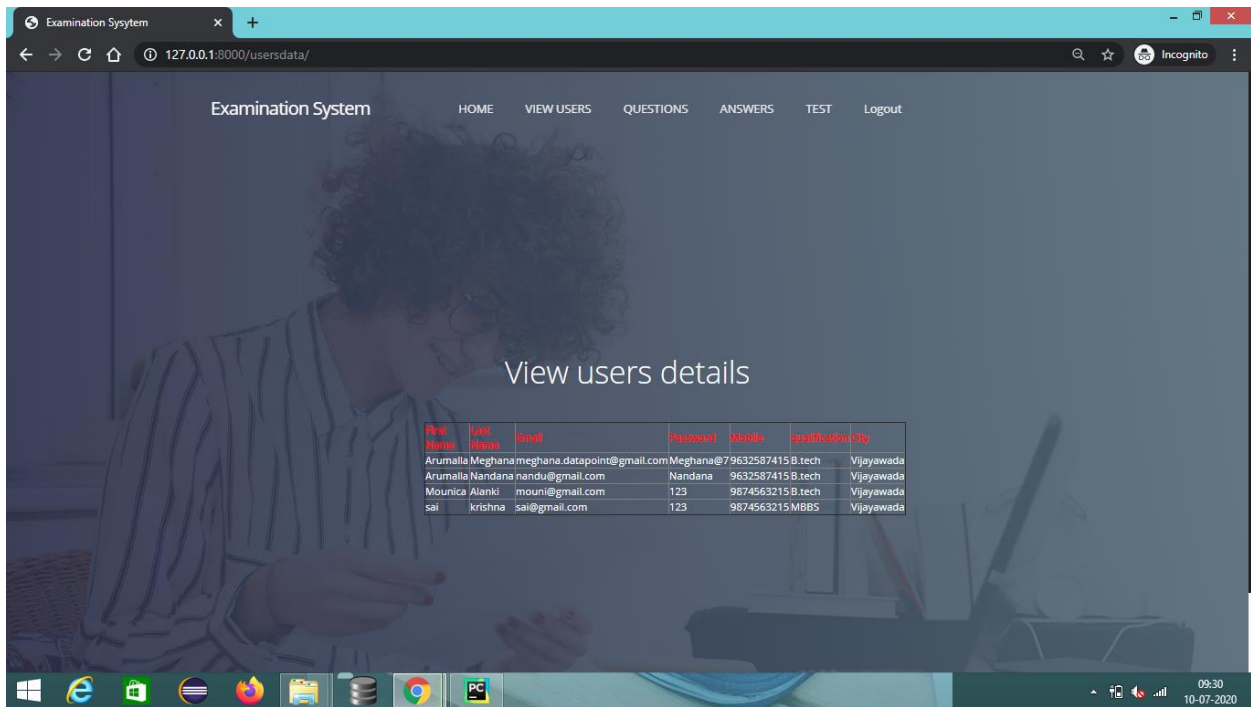 Examination Sysytem
127.0.0.1:8000/usersdata/
Incognito
Examination System HOME VIEW USERS QUESTIONS ANSWERS TEST Logout
View users details
First Name Last Name Email Password Mobile qualification City
Arumalla Meghana meghana.datapoint@gmail.com Meghana@7 9632587415 B.tech Vijayawada
Arumalla Nandana nandu@gmail.com Nandana 9632587415 B.tech Vijayawada
Mounica Alanki mouni@gmail.com 123 9874563215 B.tech Vijayawada
sai krishna sai@gmail.com 123 9874563215 MBBS Vijayawada
PC
09:30
10-07-2020